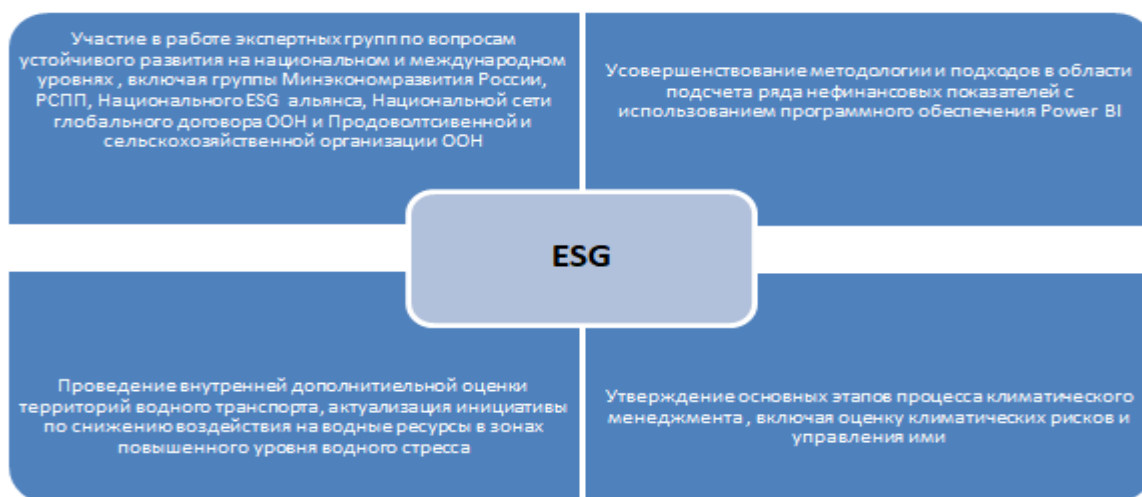 Участие в работе экспертных групп по вопросам
устойчивого развития на национальном и международном
уровнях , включая группы Минэкономразвития России,
РСПП, Национального ESG альянса, Национальной сети
глобального договора ООН и Продоволтсивенной и
сельскохозяйственной организации ООН
Усовершенствование методологии и подходов в области
подсчета ряда нефинансовых показателей с
использованием программного обеспечения Power BI
ESG
Проведение внутренней дополнитиельной оценки
территорий водного транспорта, актуализация инициативы
по снижению воздействия на водные ресурсы в зонах
повышенного уровня водного стресса
Утверждение основных этапов процесса климатического
менеджмента , включая оценку климатических рисков и
управления ими